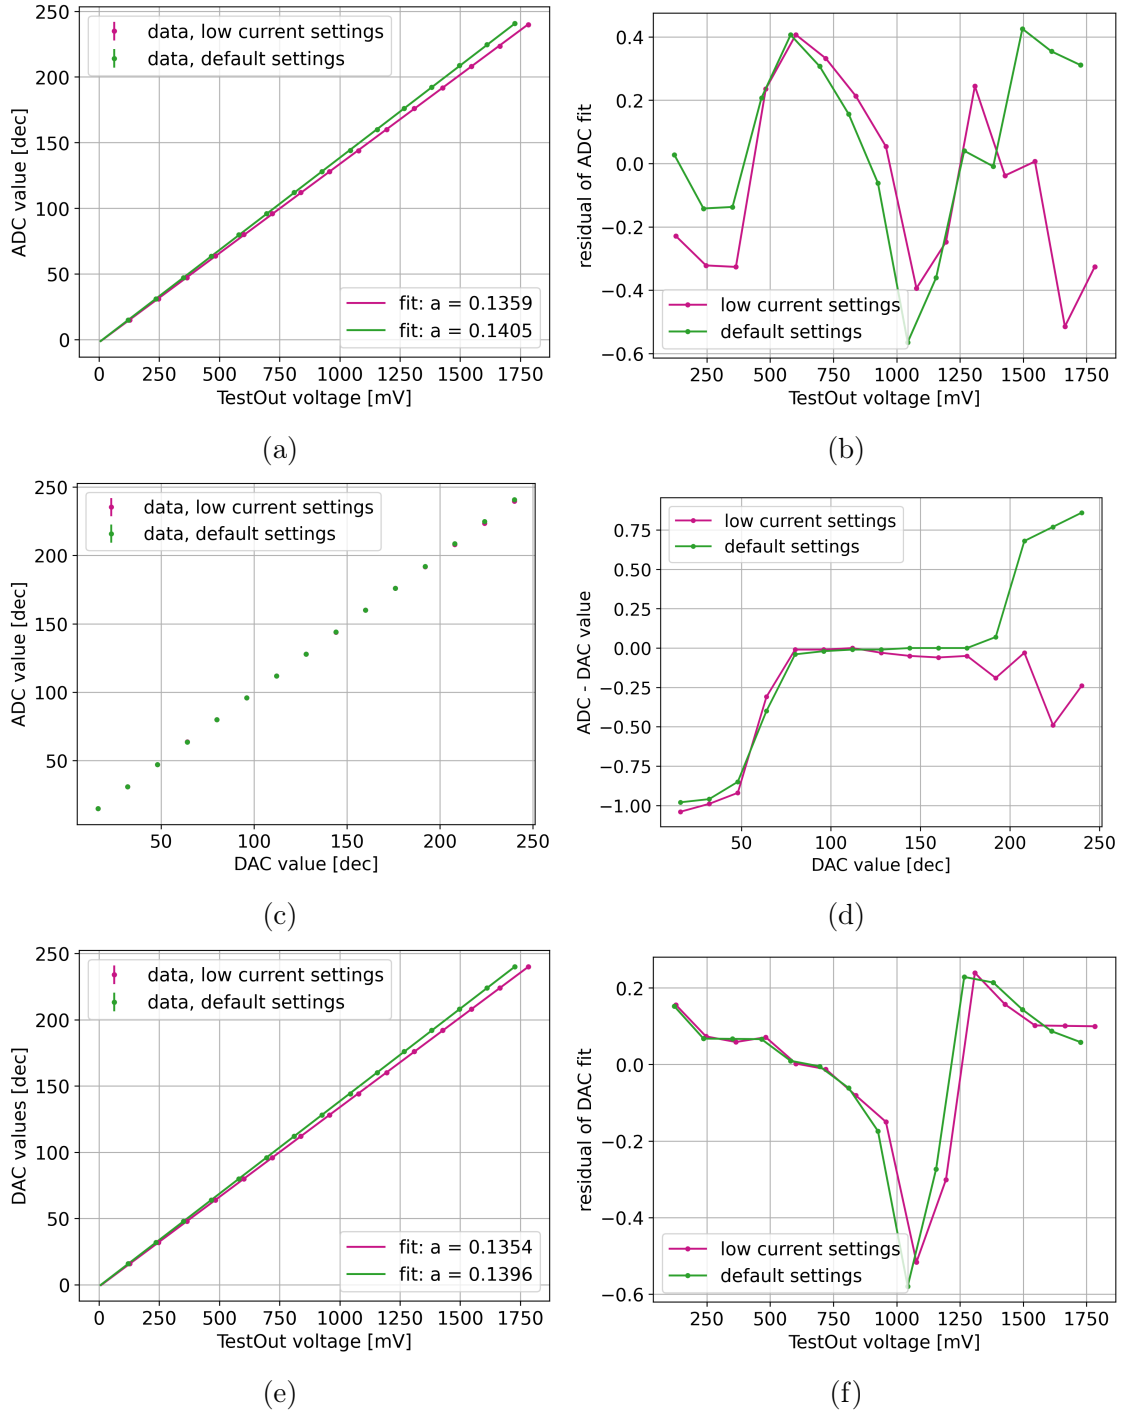 250
200
150
100
50
0
ADC value [dec]
data, low current settings
data, default settings
fit: a = 0.1359
fit: a = 0.1405
0 250 500 750 1000 1250 1500 1750
TestOut voltage [mV]
(a)
0.4
0.2
0.0
−0.2
−0.4
−0.6
residual of ADC fit
low current settings
default settings
250 500 750 1000 1250 1500 1750
TestOut voltage [mV]
(b)
250
200
150
100
50
ADC value [dec]
data, low current settings
data, default settings
50 100 150 200 250
DAC value [dec]
(c)
0.75
0.50
0.25
0.00
−0.25
−0.50
−0.75
−1.00
ADC - DAC value
low current settings
default settings
50 100 150 200 250
DAC value [dec]
(d)
250
200
150
100
50
0
DAC values [dec]
data, low current settings
data, default settings
fit: a = 0.1354
fit: a = 0.1396
0 250 500 750 1000 1250 1500 1750
TestOut voltage [mV]
(e)
0.2
0.0
−0.2
−0.4
−0.6
residual of DAC fit
low current settings
default settings
250 500 750 1000 1250 1500 1750
TestOut voltage [mV]
(f)